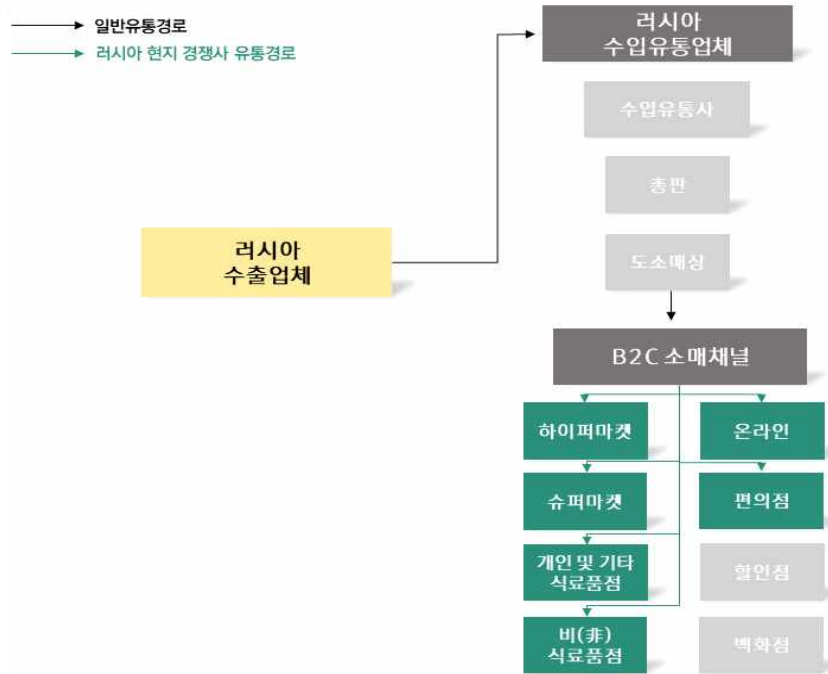 일반유통경로
러시아 현지 경쟁사 유통경로
러시아
수입유통업체
수입유통사
총판
도소매상
러시아
수출업체
B2C 소매채널
하이퍼마켓
온라인
슈퍼마켓
편의점
개인 및 기타
식료품점
할인점
비(非)
식료품점
백화점